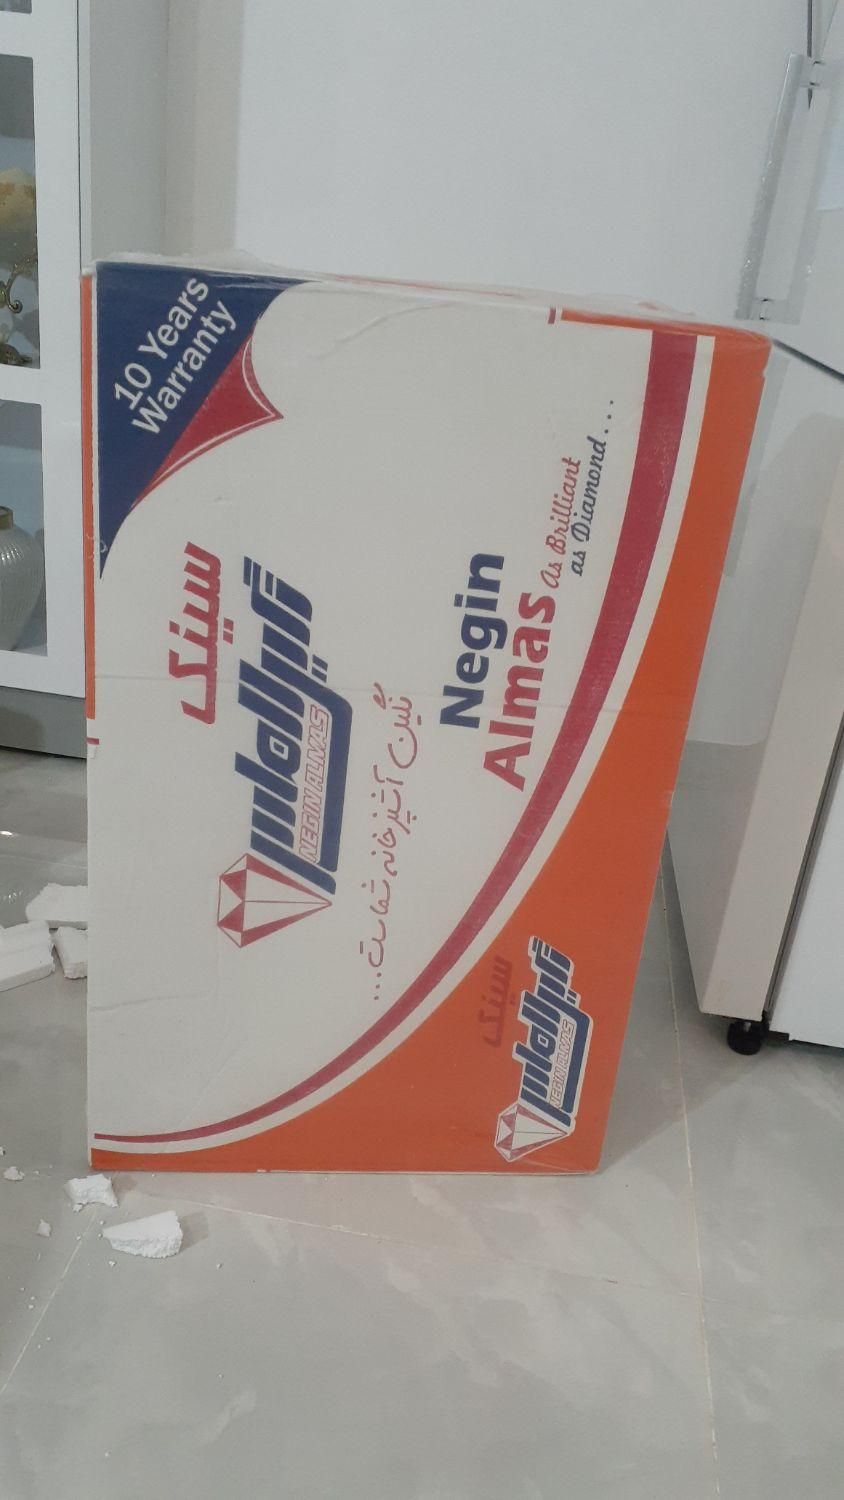 10 Years
Warranty
سینک
نگین الماس
NEGIN ALMAS
نگین آشپزخانه شماست...
Negin
Almas
As Brilliant
as Diamond....
سینک
نگین الماس
NEGIN ALMAS